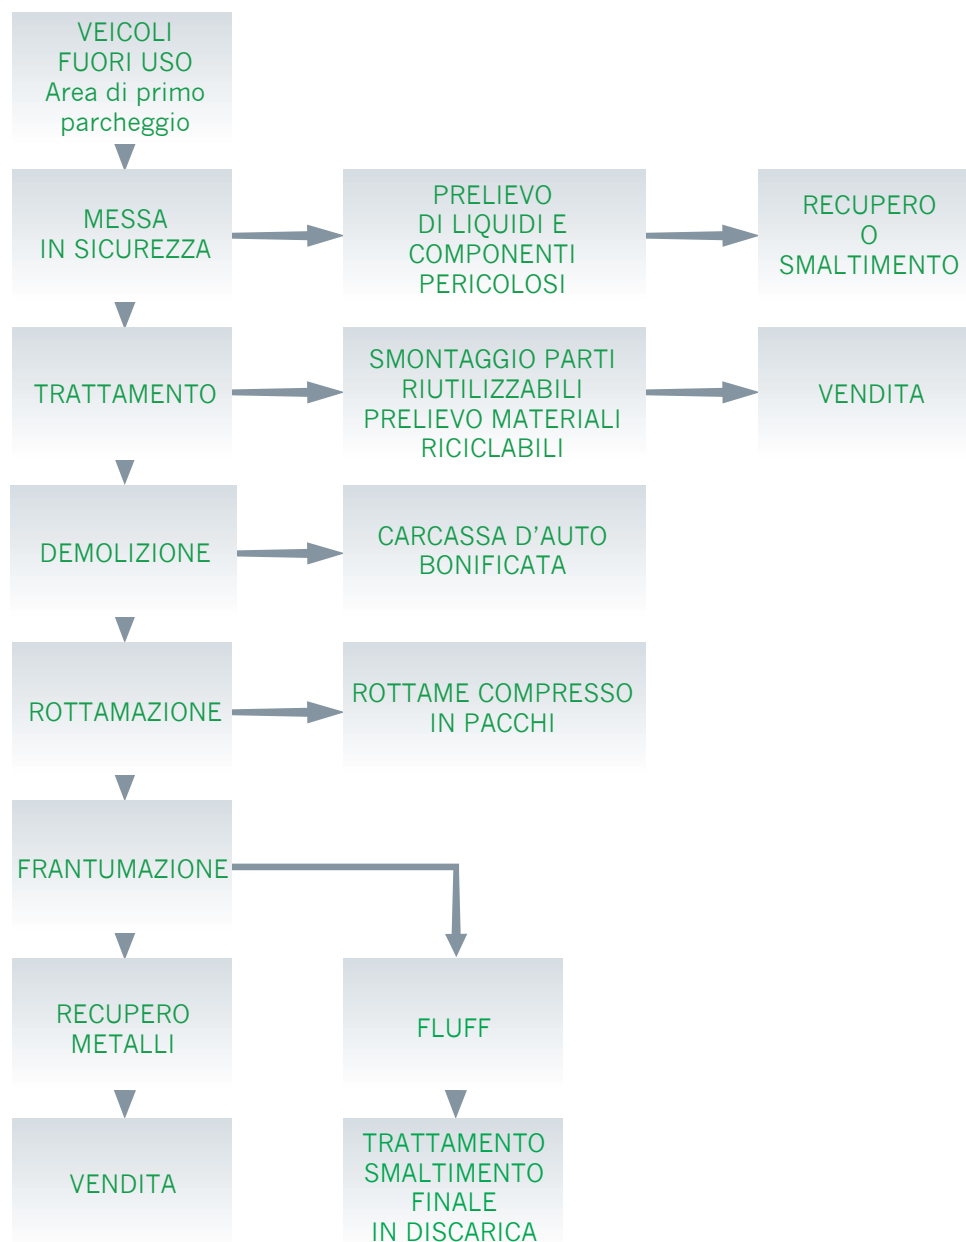 VEICOLI
FUORI USO
Area di primo
parcheggio
MESSA
IN SICUREZZA
PRELIEVO
DI LIQUIDI E
COMPONENTI
PERICOLOSI
RECUPERO
O
SMALTIMENTO
TRATTAMENTO
SMONTAGGIO PARTI
RIUTILIZZABILI
PRELIEVO MATERIALI
RICICLABILI
VENDITA
DEMOLIZIONE
CARCASSA D’AUTO
BONIFICATA
ROTTAMAZIONE
ROTTAME COMPRESSO
IN PACCHI
FRANTUMAZIONE
RECUPERO
METALLI
FLUFF
VENDITA
TRATTAMENTO
SMALTIMENTO
FINALE
IN DISCARICA